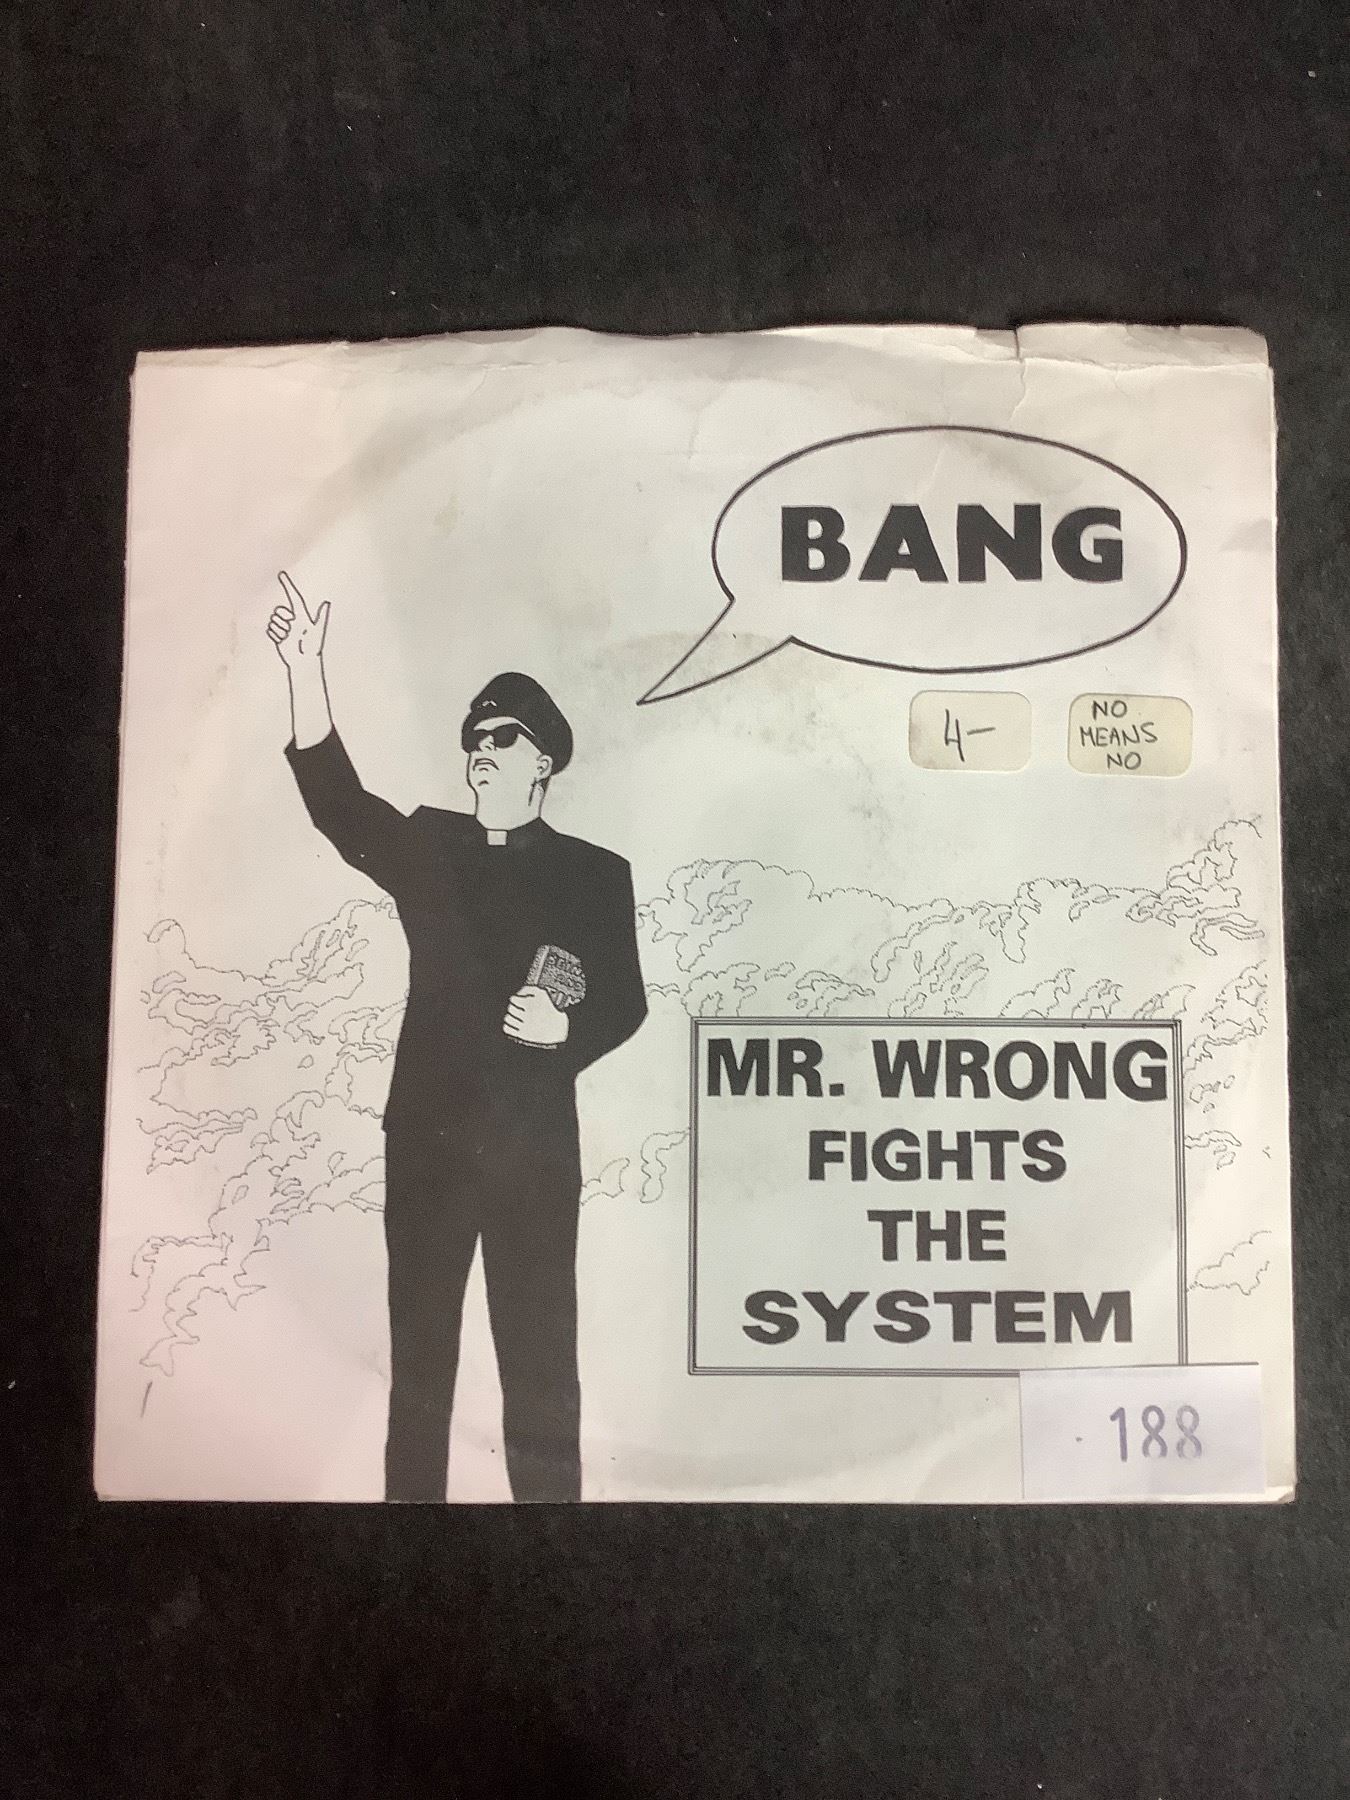 BANG
4-
NO
MEANS
NO
MR. WRONG
FIGHTS
THE
SYSTEM
188